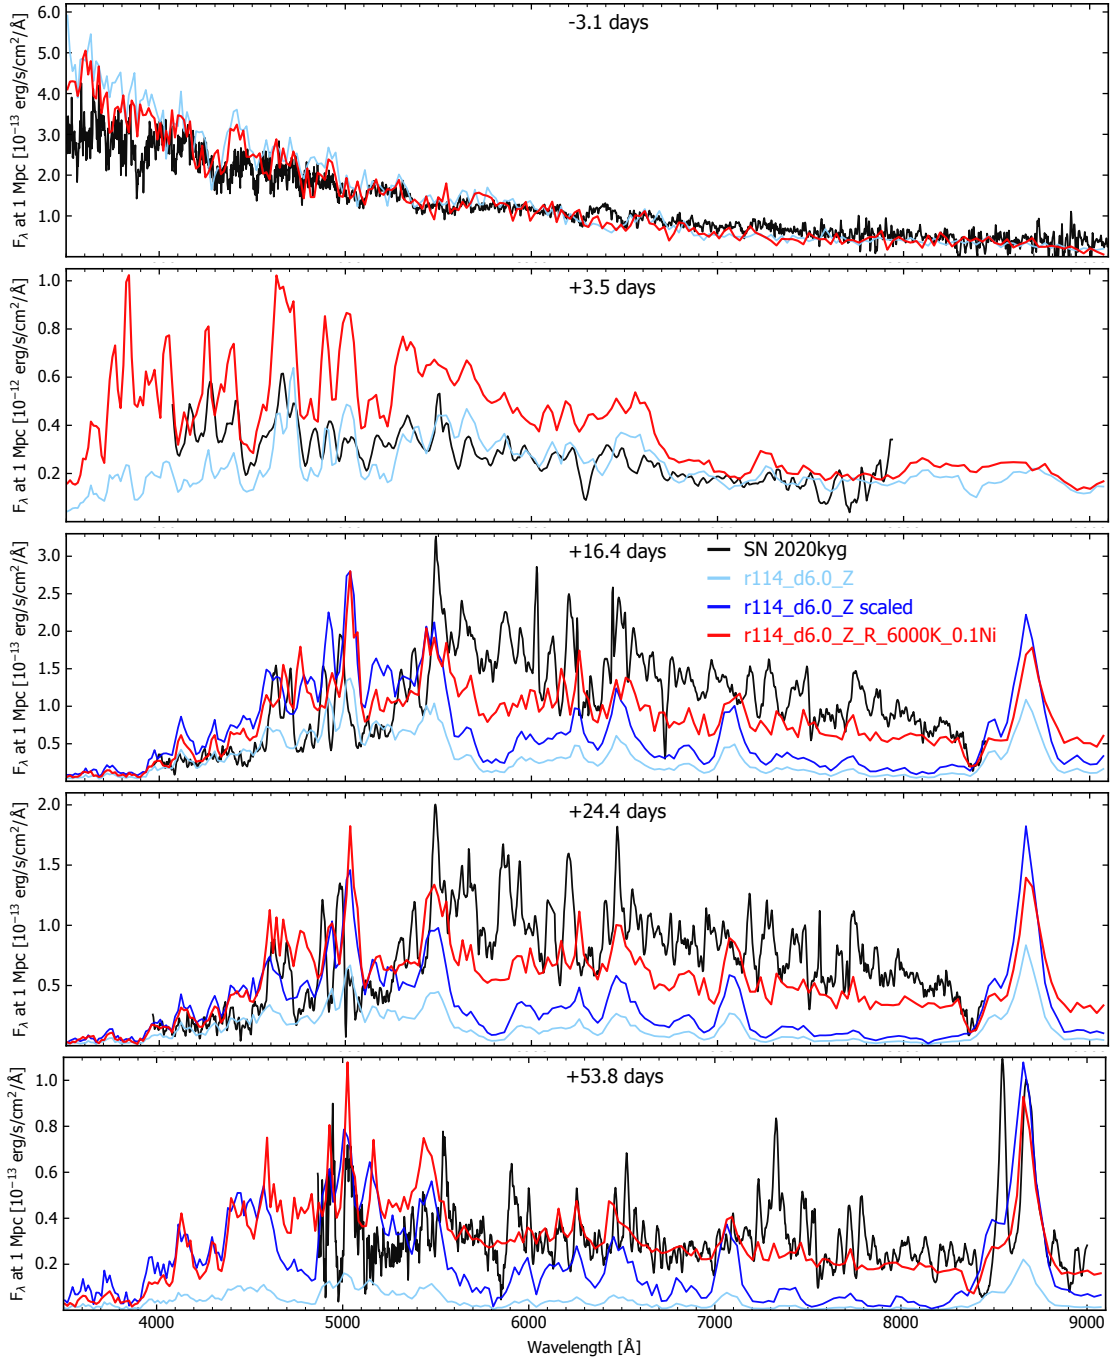 -3.1 days
6.0
5.0
4.0
3.0
2.0
1.0
F_λ at 1 Mpc [10⁻¹³ erg/s/cm²/Å]
+3.5 days
1.0
0.8
0.6
0.4
0.2
F_λ at 1 Mpc [10⁻¹² erg/s/cm²/Å]
+16.4 days
SN 2020kyg
r114_d6.0_Z
r114_d6.0_Z scaled
r114_d6.0_Z_R_6000K_0.1Ni
3.0
2.5
2.0
1.5
1.0
0.5
F_λ at 1 Mpc [10⁻¹³ erg/s/cm²/Å]
+24.4 days
2.0
1.5
1.0
0.5
F_λ at 1 Mpc [10⁻¹³ erg/s/cm²/Å]
+53.8 days
1.0
0.8
0.6
0.4
0.2
F_λ at 1 Mpc [10⁻¹³ erg/s/cm²/Å]
4000 5000 6000 7000 8000 9000
Wavelength [Å]